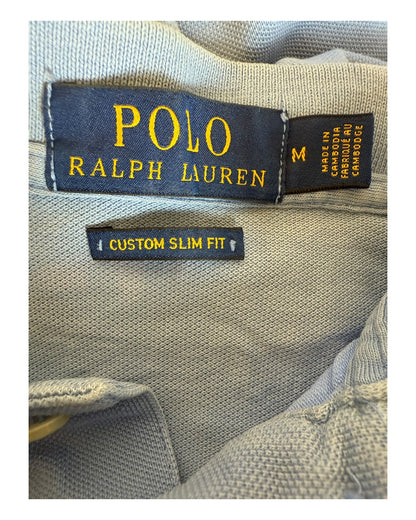 POLO
RALPH LAUREN
M
MADE IN
CAMBODIA
FABRIQUÉ AU
CAMBODGE
CUSTOM SLIM FIT